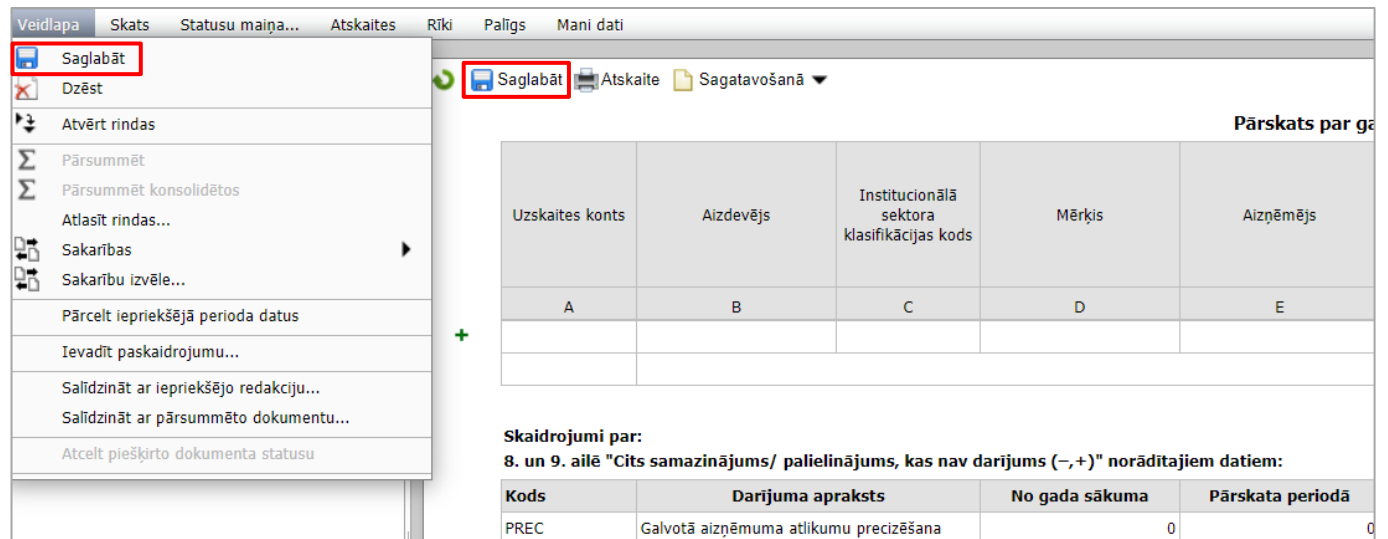 Veidlapa Skats Statusu maiņa... Atskaites Rīki Palīgs Mani dati
Saglabāt
Dzēst
Atvērt rindas
Pārsummēt
Pārsummēt konsolidētos
Atlasīt rindas...
Sakarības
Sakarību izvēle...
Pārcelt iepriekšējā perioda datus
Ievadīt paskaidrojumu...
Salīdzināt ar iepriekšējo redakciju...
Salīdzināt ar pārsummēto dokumentu...
Atcelt piešķirto dokumenta statusu
Saglabāt Atskaite Sagatavošanā
Pārskats par ga
Uzskaites konts
Aizdevējs
Institucionālā
sektora
klasifikācijas kods
Mērķis
Aizņēmējs
A B C D E
Skaidrojumi par:
8. un 9. ailē "Cits samazinājums/ palielinājums, kas nav darījums (−,+)" norādītajiem datiem:
Kods Darījuma apraksts No gada sākuma Pārskata periodā
PREC Galvotā aizņēmuma atlikumu precizēšana 0 0